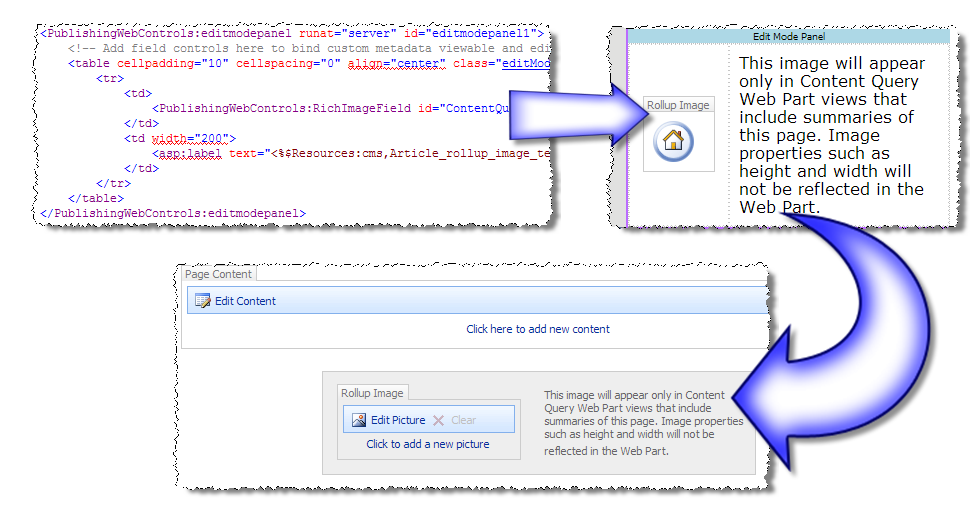 <PublishingWebControls:editmodepanel runat="server" id="editmodepanel1">
<!-- Add field controls here to bind custom metadata viewable and edi
<table cellpadding="10" cellspacing="0" align="center" class="editMod
<tr>
<td>
<PublishingWebControls:RichImageField id="ContentQu
</td>
<td width="200">
<asp:label text="<%$Resources:cms,Article_rollup_image_te
</td>
</tr>
</table>
</PublishingWebControls:editmodepanel>
Edit Mode Panel
Rollup Image
This image will appear
only in Content Query
Web Part views that
include summaries of
this page. Image
properties such as
height and width will
not be reflected in the
Web Part.
Page Content
Edit Content
Click here to add new content
Rollup Image
Edit Picture Clear
Click to add a new picture
This image will appear only in Content
Query Web Part views that include
summaries of this page. Image properties
such as height and width will not be
reflected in the Web Part.